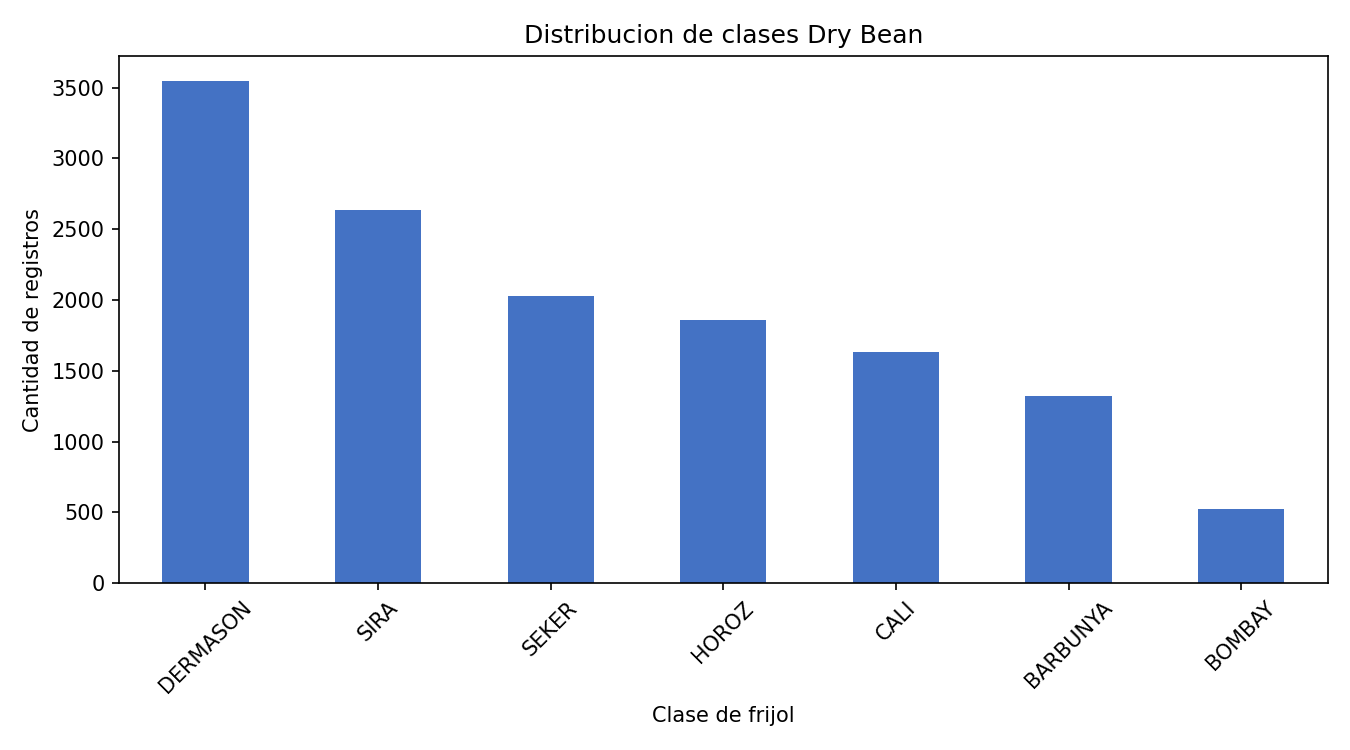 Distribucion de clases Dry Bean
Cantidad de registros
3500
3000
2500
2000
1500
1000
500
0
DERMASON
SIRA
SEKER
HOROZ
CALI
BARBUNYA
BOMBAY
Clase de frijol